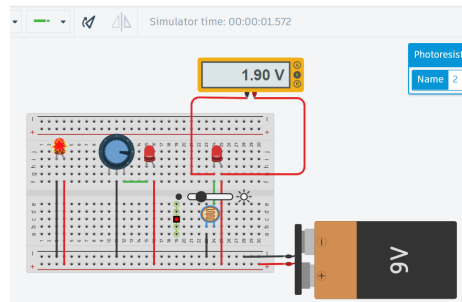 Simulator time: 00:00:01.572
Photoresist
Name 2
1.90 V
9V